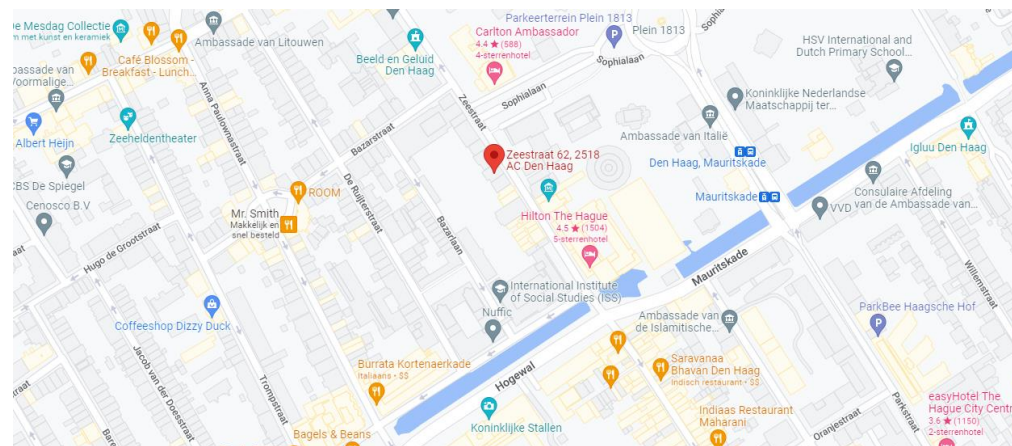 e Mesdag Collectie
m met kunst en keramiek
Ambassade van Litouwen
Café Blossom -
Breakfast - Lunch...
bassade van
Voormalige...
Albert Heijn
Zeeheldentheater
CBS De Spiegel
Cenosco B.V
Anna Paulownastraat
Beeld en Geluid
Den Haag
Parkeerterrein Plein 1813
Carlton Ambassador
4.4 ★ (588)
4-sterrenhotel
Plein 1813
Sophialaan
Sophialaan
Sophialaan
Zeestraat
Bazarstraat
HSV International and
Dutch Primary School...
Koninklijke Nederlandse
Maatschappij ter...
Ambassade van Italië
Den Haag, Mauritskade
Igluu Den Haag
Zeestraat 62, 2518
AC Den Haag
Mauritskade
Consulaire Afdeling
van de Ambassade van...
VVD
ROOM
Mr. Smith
Makkelijk en
snel besteld
De Ruijterstraat
Bazarlaan
Hilton The Hague
4.5 ★ (1504)
5-sterrenhotel
Hugo de Grootstraat
Mauritskade
Willemstraat
International Institute
of Social Studies (ISS)
Nuffic
Coffeeshop Dizzy Duck
Ambassade van
de Islamitische...
ParkBee Haagsche Hof
Jacob van der Doesstraat
Trompstraat
Burrata Kortenaerkade
Italiaans • $$
Hogewal
Saravanaa
Bhavan Den Haag
Indisch restaurant • $$
Koninklijke Stallen
Bagels & Beans
Indiaas Restaurant
Maharani
Oranjestraat
Parkstraat
easyHotel The
Hague City Centr
3.6 ★ (1150)
2-sterrenhotel